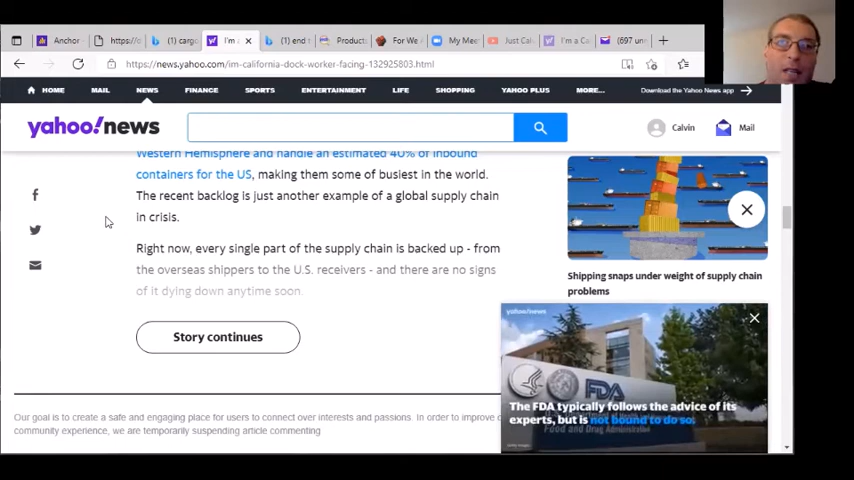 Anchor
https://d
(1) cargo
I'm a
(1) end t
Product:
For We A
My Mee
Just Calv
I'm a Ca
(697 unr
https://news.yahoo.com/im-california-dock-worker-facing-132925803.html
HOME MAIL NEWS FINANCE SPORTS ENTERTAINMENT LIFE SHOPPING YAHOO PLUS MORE... Download the Yahoo News app
yahoo!news
Calvin
Mail
Western Hemisphere and handle an estimated 40% of inbound
containers for the US, making them some of busiest in the world.
The recent backlog is just another example of a global supply chain
in crisis.
Right now, every single part of the supply chain is backed up - from
the overseas shippers to the U.S. receivers - and there are no signs
of it dying down anytime soon.
Story continues
Our goal is to create a safe and engaging place for users to connect over interests and passions. In order to improve
community experience, we are temporarily suspending article commenting
Shipping snaps under weight of supply chain
problems
yahoo!news
FDA
The FDA typically follows the advice of its
experts, but is not bound to do so.
Food and Drug Administration